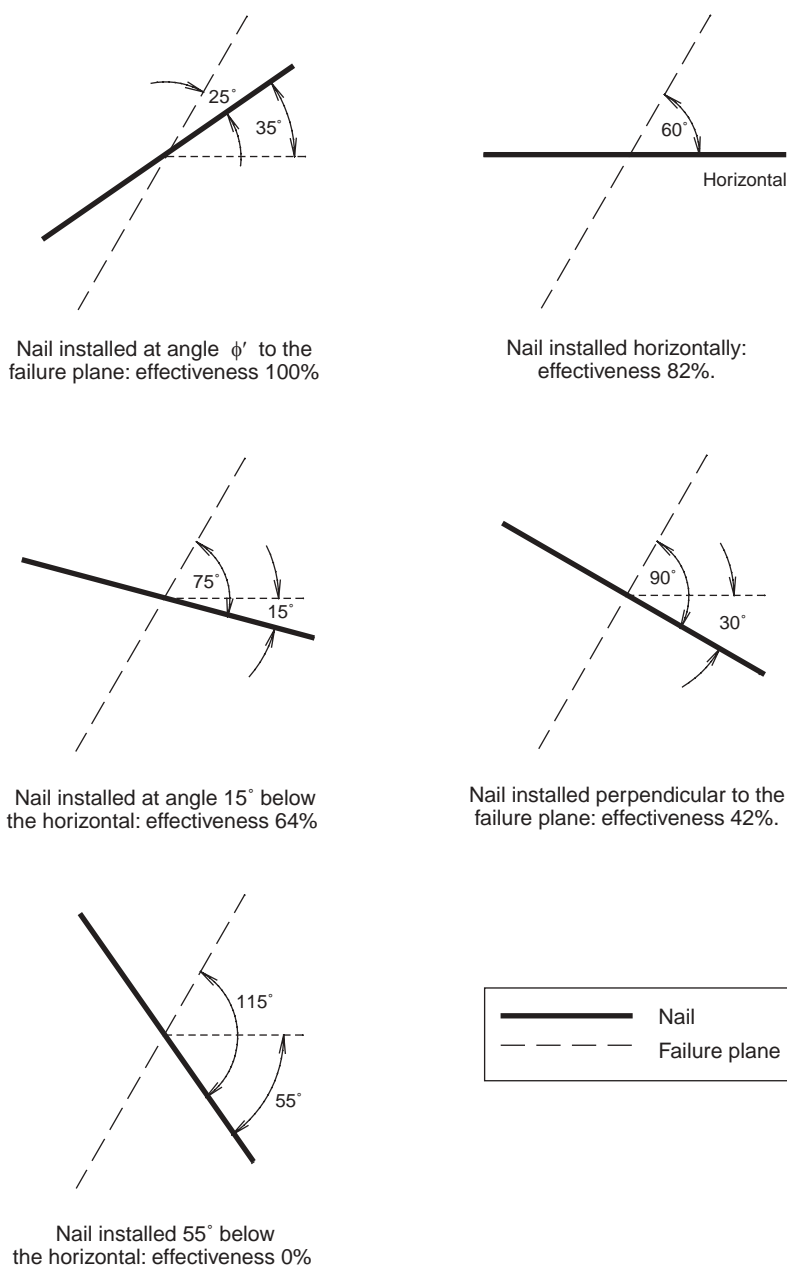 25°
35°
Nail installed at angle ϕ′ to the
failure plane: effectiveness 100%
60°
Horizontal
Nail installed horizontally:
effectiveness 82%.
75°
15°
Nail installed at angle 15° below
the horizontal: effectiveness 64%
90°
30°
Nail installed perpendicular to the
failure plane: effectiveness 42%.
115°
55°
Nail installed 55° below
the horizontal: effectiveness 0%
Nail
Failure plane